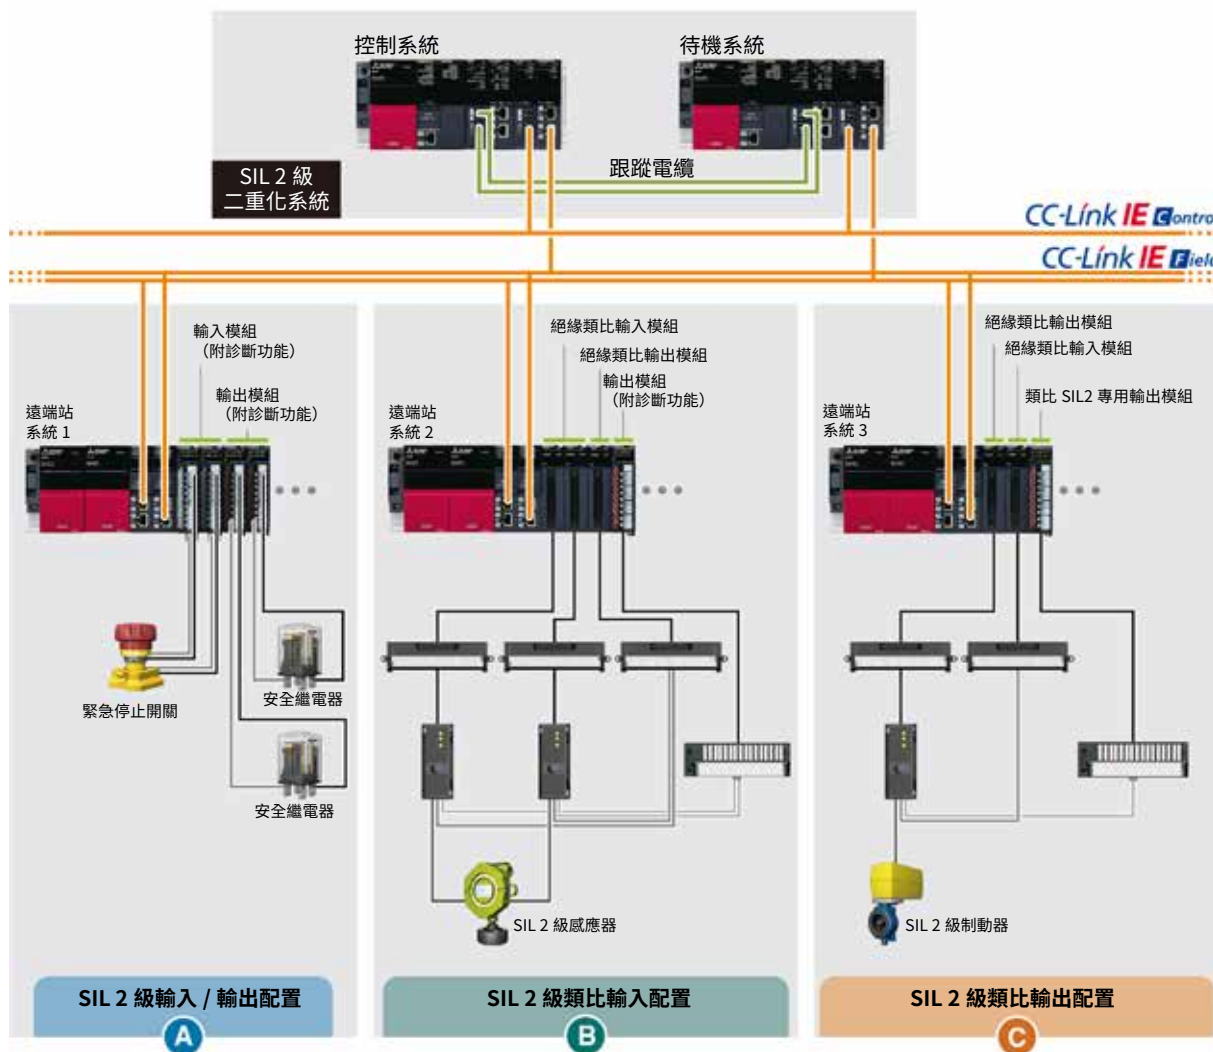 控制系統
待機系統
跟蹤電纜
SIL 2 級
二重化系統
CC-Link IE Contro
CC-Link IE Field
輸入模組
（附診斷功能）
輸出模組
（附診斷功能）
遠端站
系統 1
緊急停止開關
安全繼電器
安全繼電器
SIL 2 級輸入 / 輸出配置
A
絕緣類比輸入模組
絕緣類比輸出模組
輸出模組
（附診斷功能）
遠端站
系統 2
SIL 2 級感應器
SIL 2 級類比輸入配置
B
絕緣類比輸出模組
絕緣類比輸入模組
類比 SIL2 專用輸出模組
遠端站
系統 3
SIL 2 級制動器
SIL 2 級類比輸出配置
C